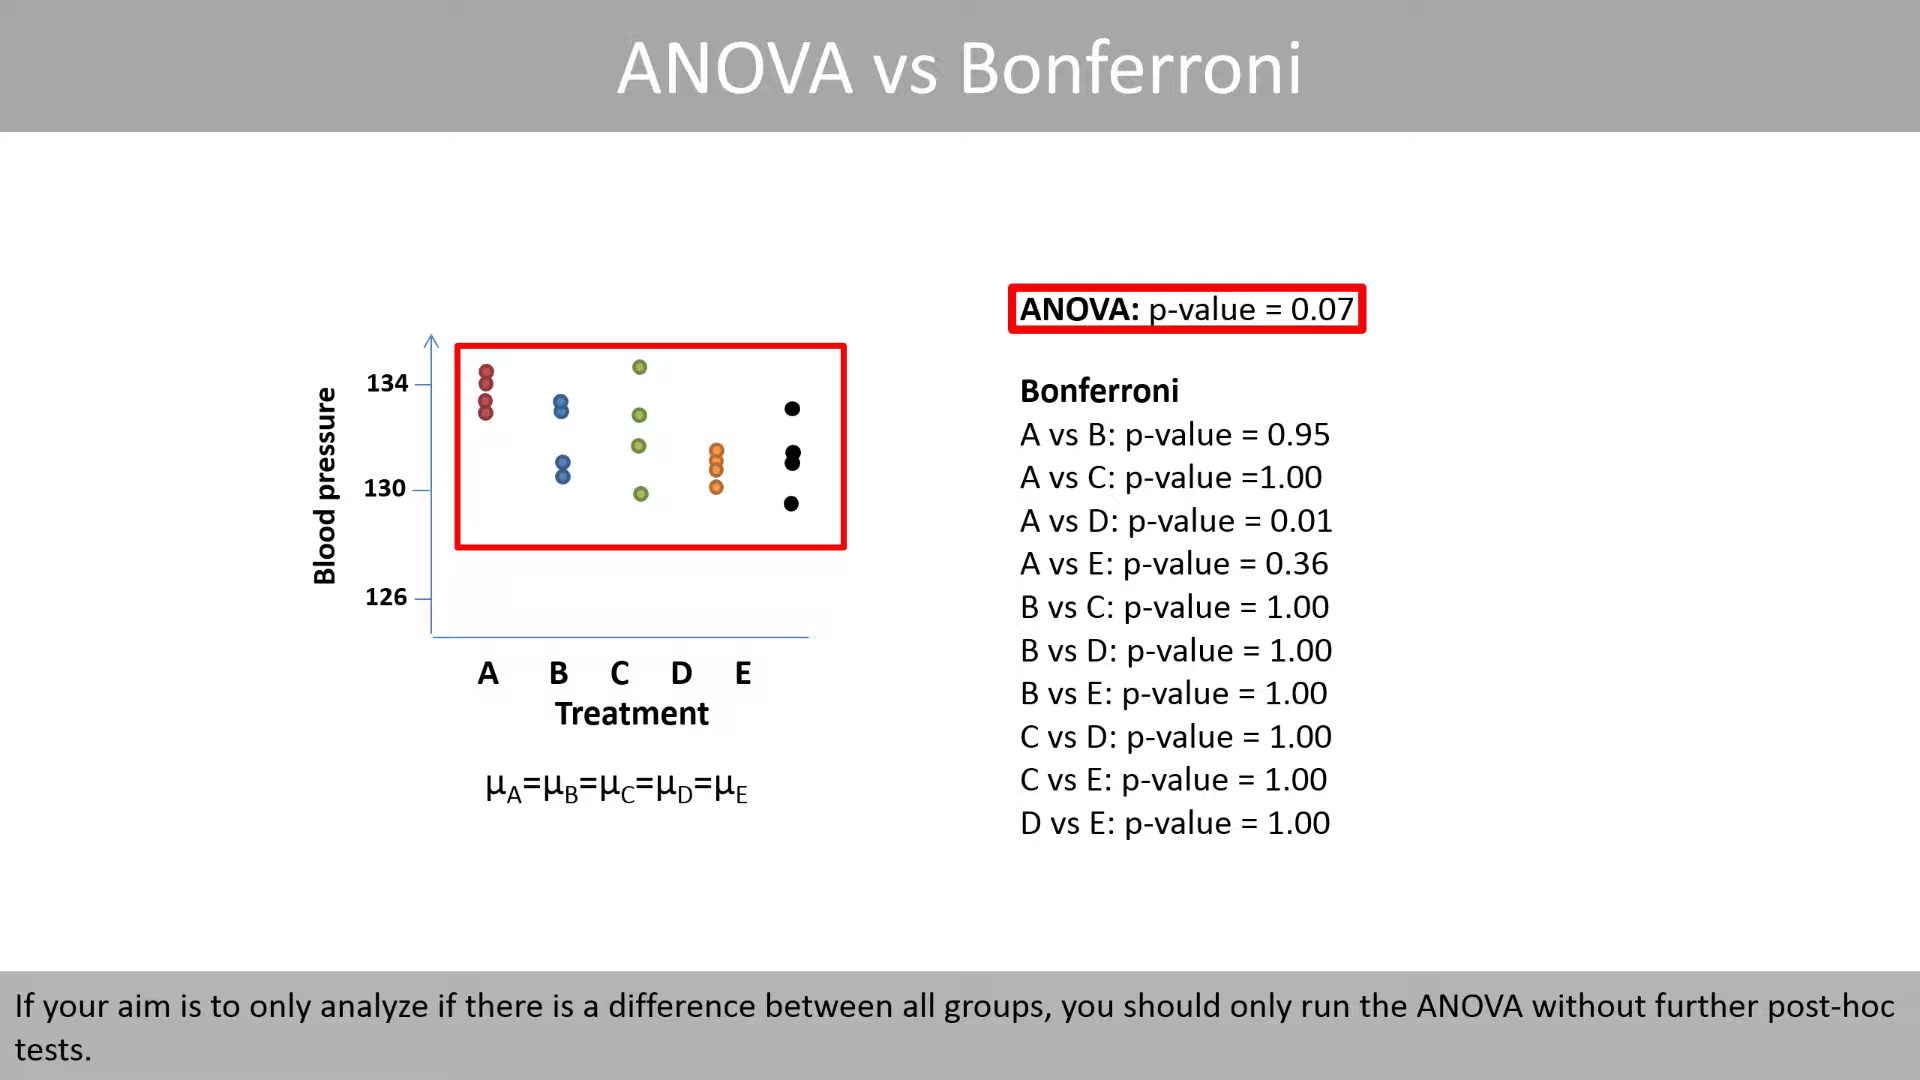 ANOVA vs Bonferroni
ANOVA: p-value = 0.07
134
130
126
Blood pressure
A B C D E
Treatment
μA=μB=μC=μD=μE
Bonferroni
A vs B: p-value = 0.95
A vs C: p-value =1.00
A vs D: p-value = 0.01
A vs E: p-value = 0.36
B vs C: p-value = 1.00
B vs D: p-value = 1.00
B vs E: p-value = 1.00
C vs D: p-value = 1.00
C vs E: p-value = 1.00
D vs E: p-value = 1.00
If your aim is to only analyze if there is a difference between all groups, you should only run the ANOVA without further post-hoc
tests.